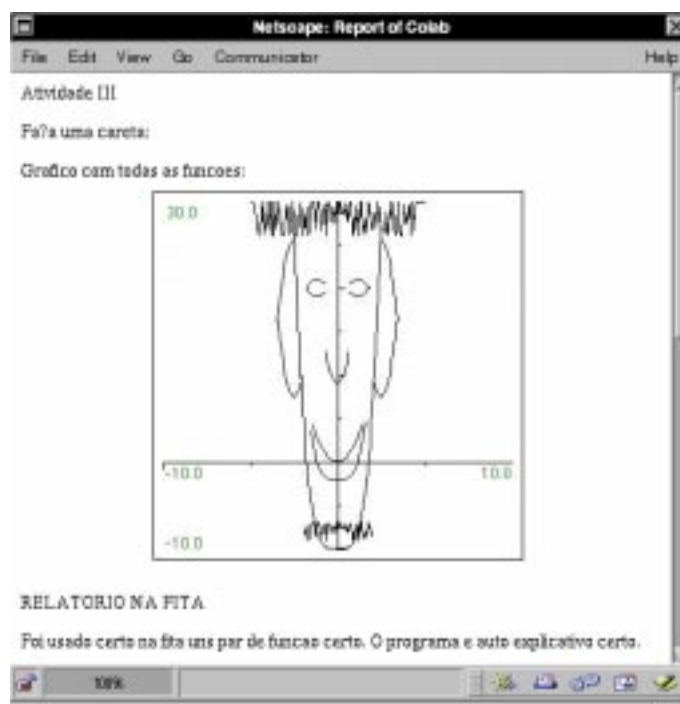 Netscape: Report of Colab
File Edit View Go Communicator Help
Atividade III
Fa?a uma careta:
Grafico com todas as funcoes:
30.0
-10.0 10.0
-10.0
RELATORIO NA FITA
Foi usado certo na fita uns par de funcao certo. O programa e auto explicativo certo.
100%